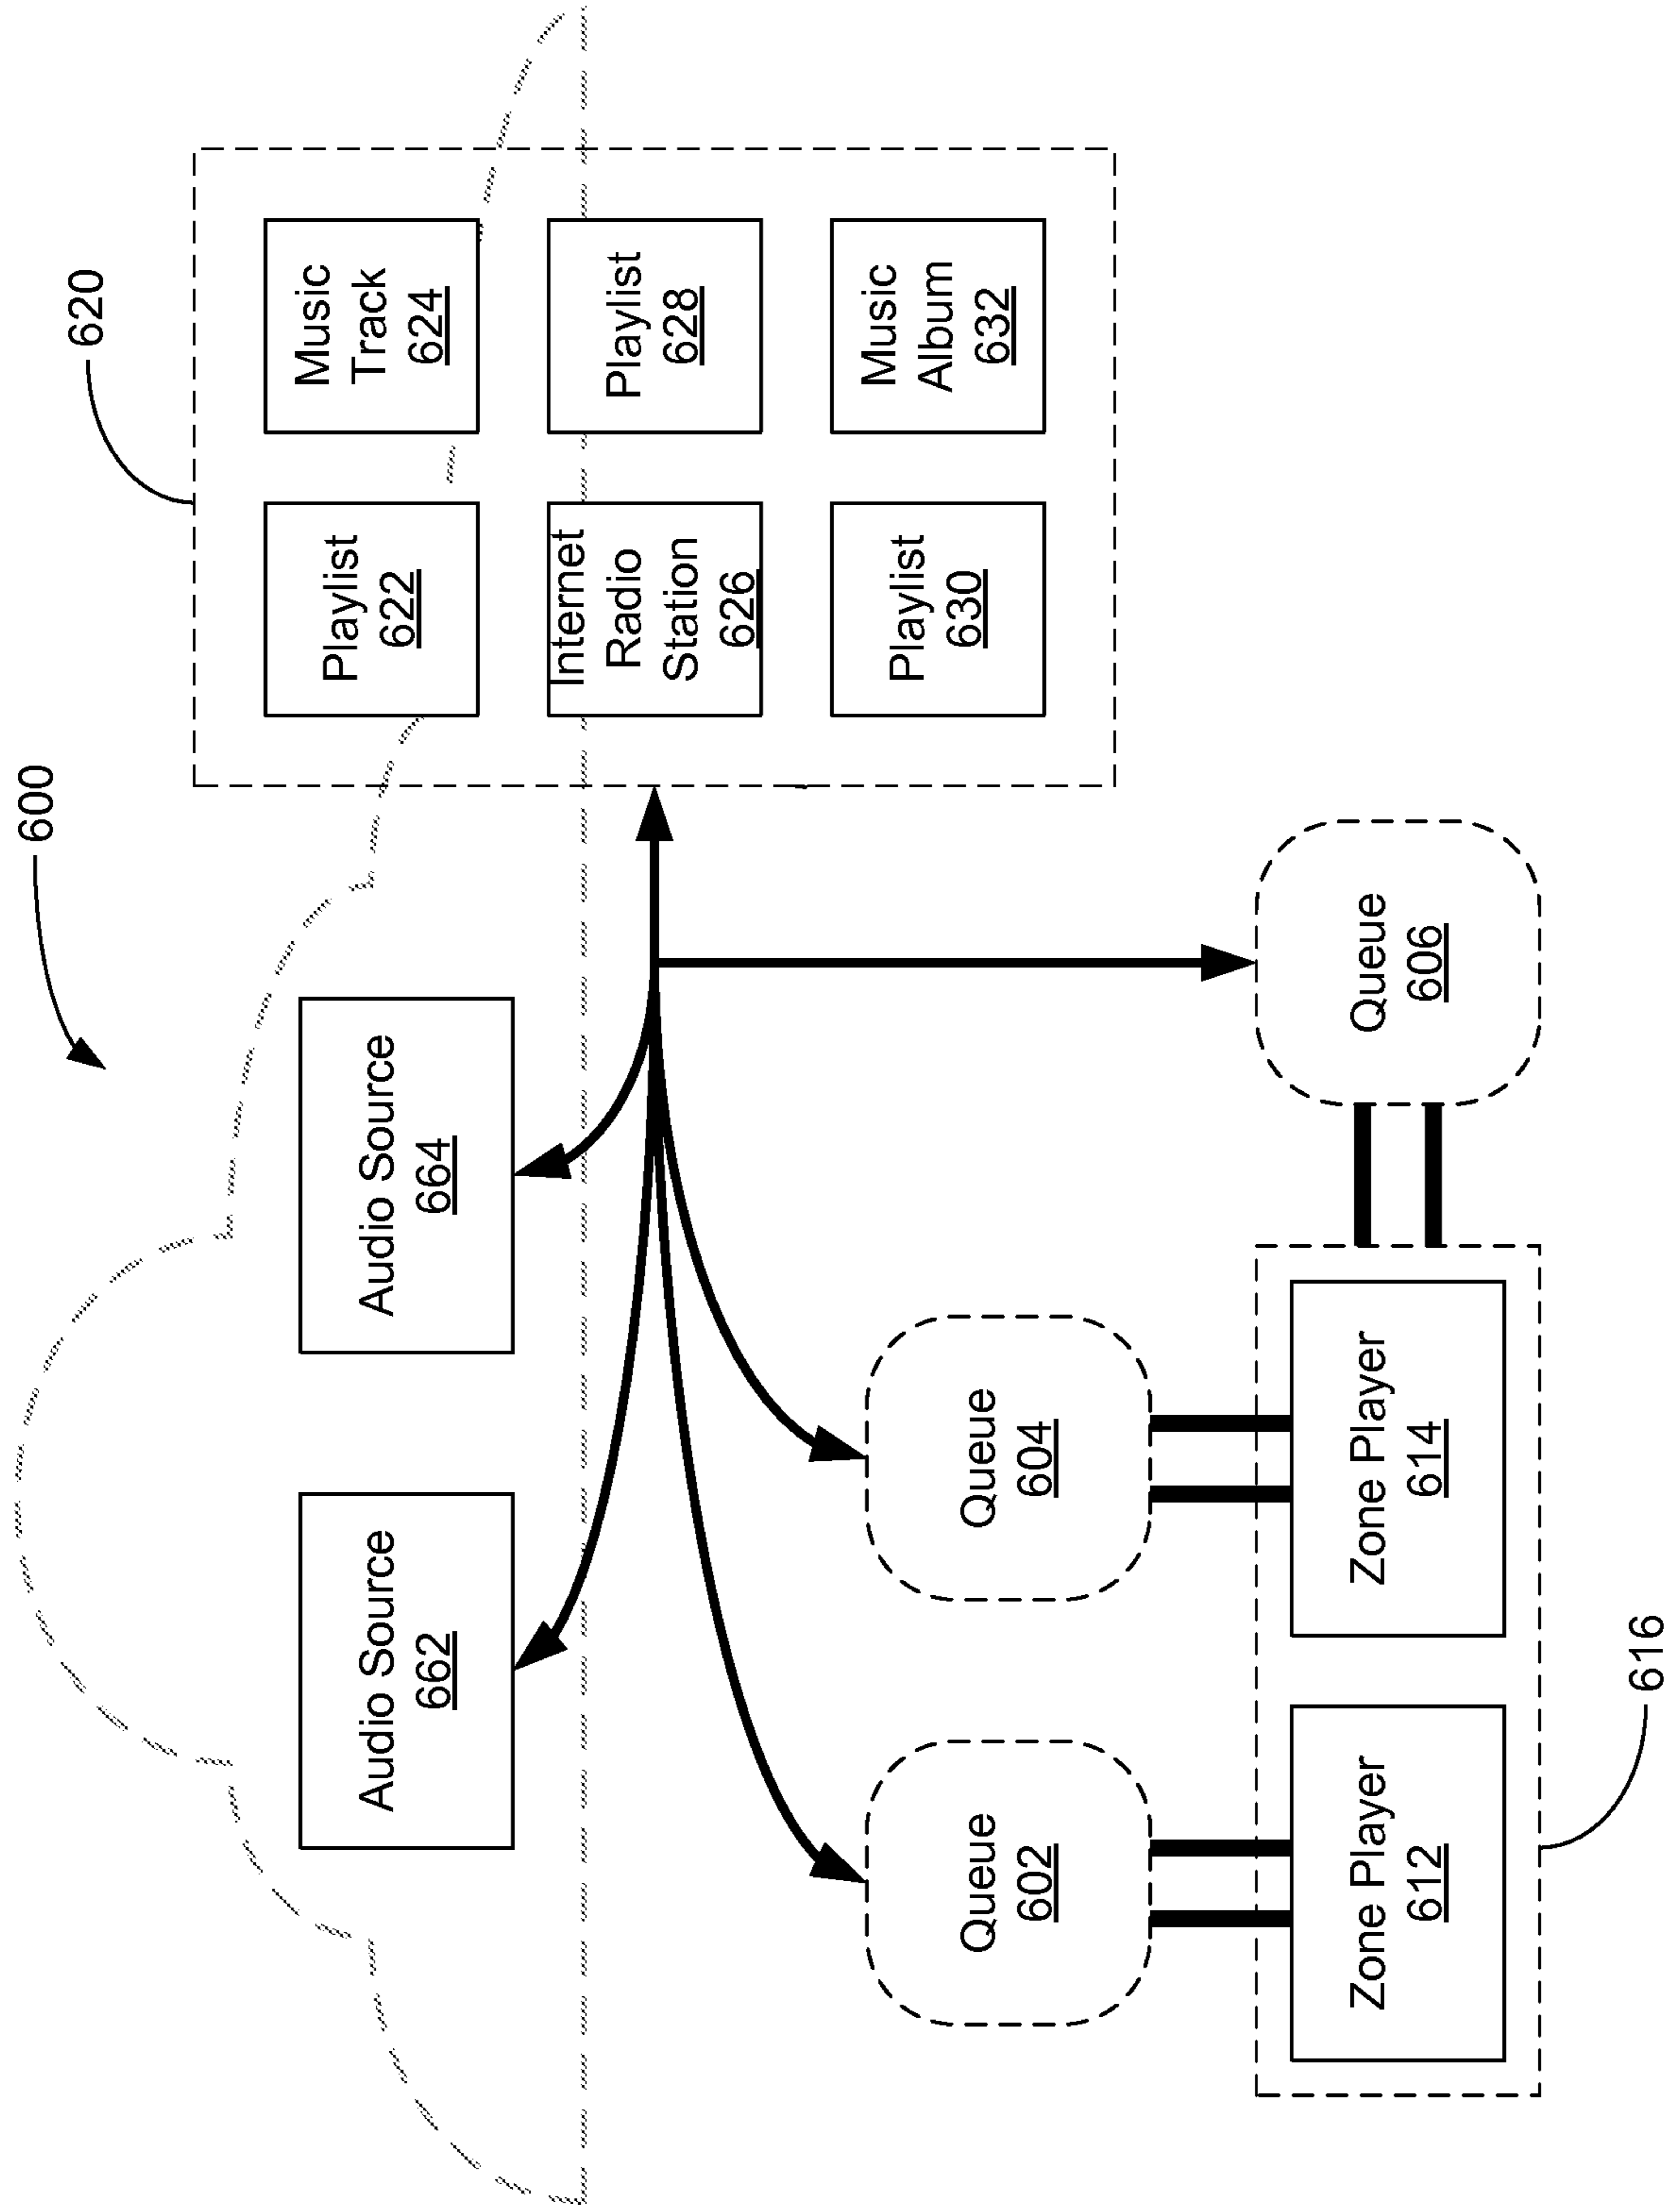 600
620
Audio Source
662
Audio Source
664
Playlist
622
Music
Track
624
Internet
Radio
Station
626
Playlist
628
Playlist
630
Music
Album
632
Queue
602
Queue
604
Queue
606
Zone Player
612
Zone Player
614
616